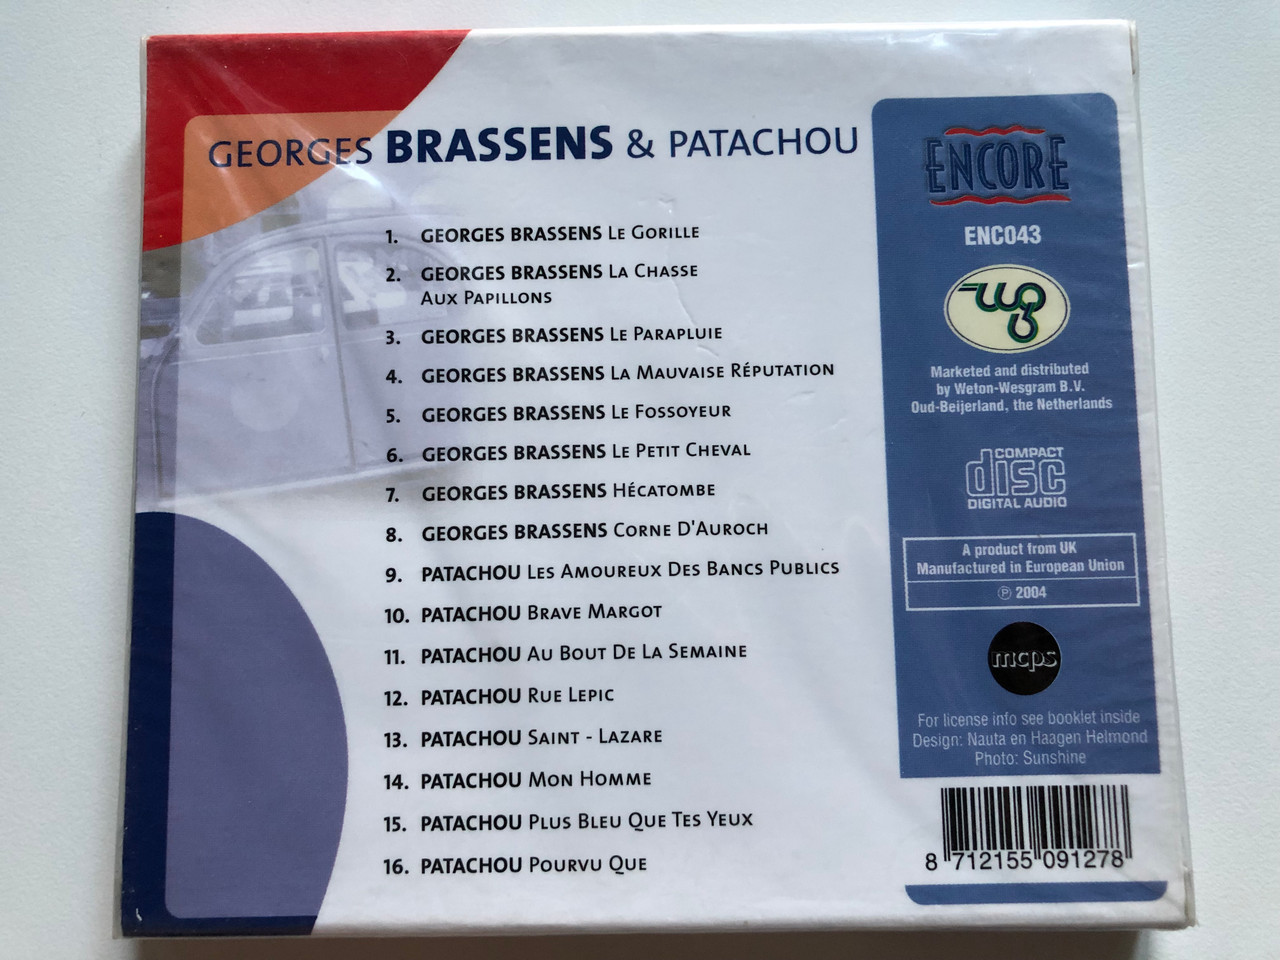 GEORGES BRASSENS & PATACHOU
1. GEORGES BRASSENS LE GORILLE
2. GEORGES BRASSENS LA CHASSE
AUX PAPILLONS
3. GEORGES BRASSENS LE PARAPLUIE
4. GEORGES BRASSENS LA MAUVAISE RÉPUTATION
5. GEORGES BRASSENS LE FOSSOYEUR
6. GEORGES BRASSENS LE PETIT CHEVAL
7. GEORGES BRASSENS HÉCATOMBE
8. GEORGES BRASSENS CORNE D'AUROCH
9. PATACHOU LES AMOUREUX DES BANCS PUBLICS
10. PATACHOU BRAVE MARGOT
11. PATACHOU AU BOUT DE LA SEMAINE
12. PATACHOU RUE LEPIC
13. PATACHOU SAINT - LAZARE
14. PATACHOU MON HOMME
15. PATACHOU PLUS BLEU QUE TES YEUX
16. PATACHOU POURVU QUE
ENCORE
ENC043
Marketed and distributed
by Weton-Wesgram B.V.
Oud-Beijerland, the Netherlands
COMPACT
disc
DIGITAL AUDIO
A product from UK
Manufactured in European Union
℗ 2004
mcps
For license info see booklet inside
Design: Nauta en Haagen Helmond
Photo: Sunshine
8 712155 091278